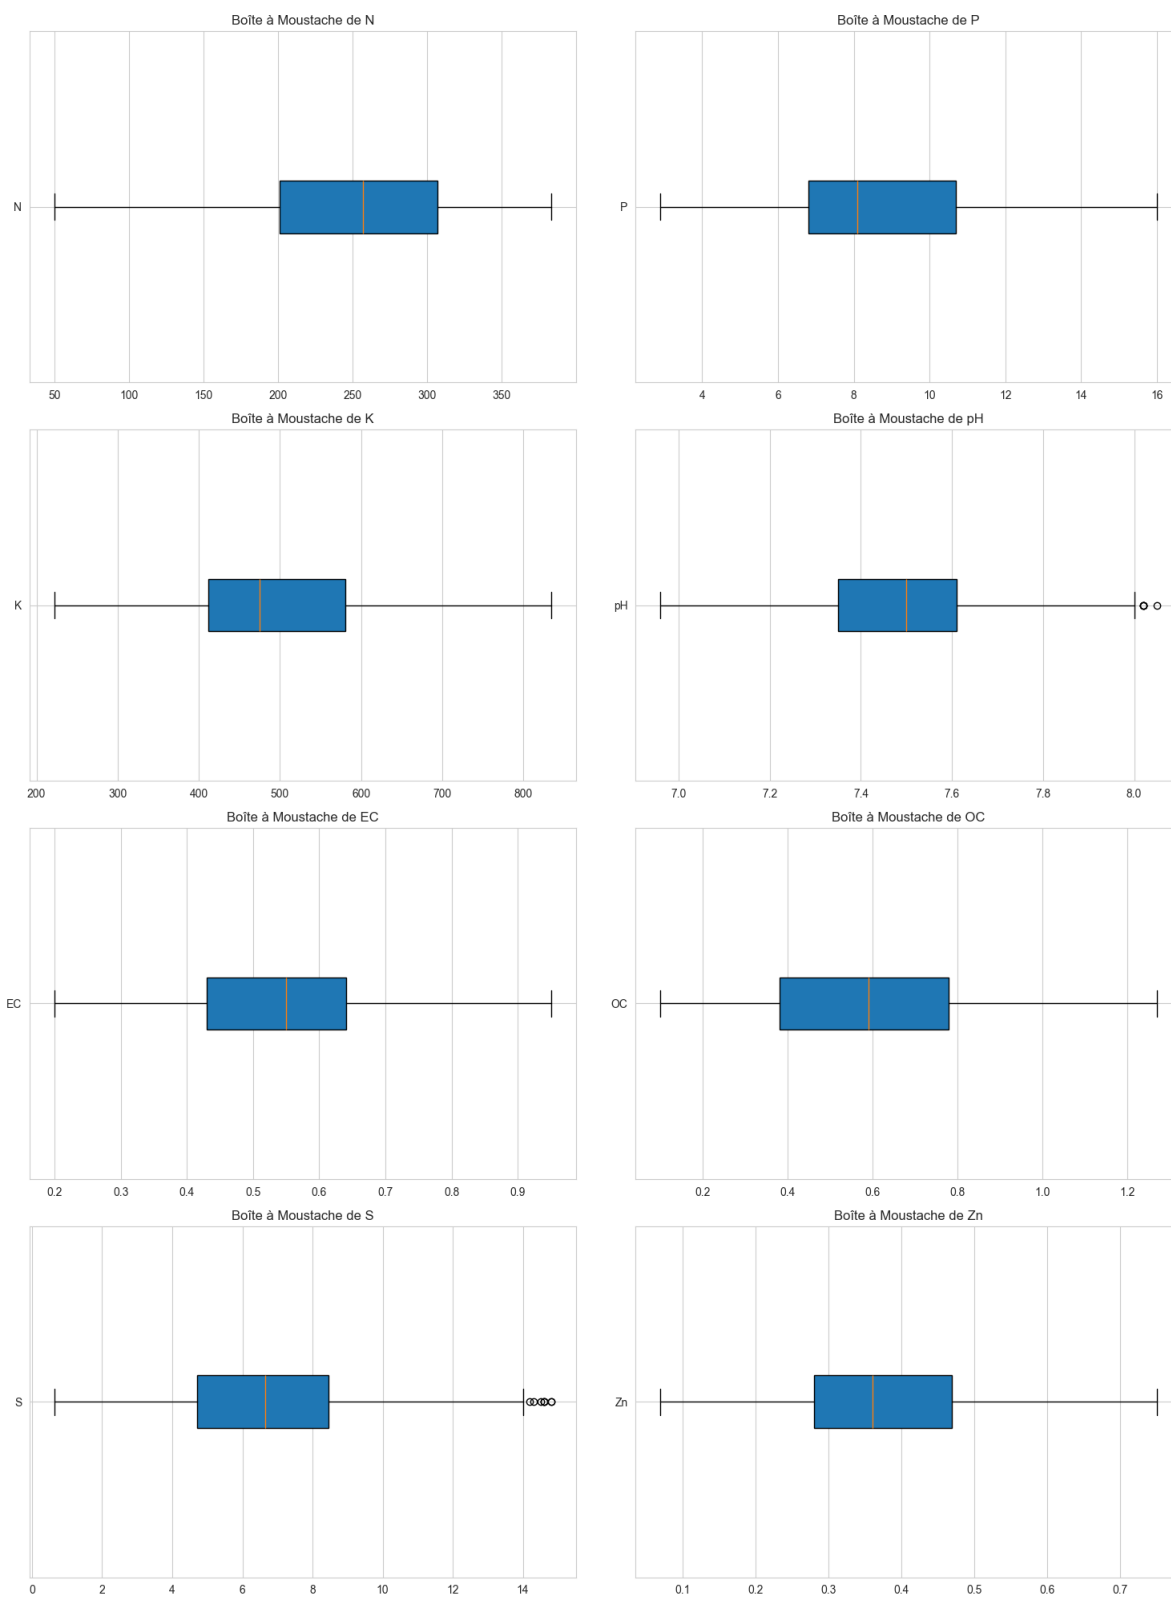 Boîte à Moustache de N
N
50 100 150 200 250 300 350
Boîte à Moustache de P
P
4 6 8 10 12 14 16
Boîte à Moustache de K
K
200 300 400 500 600 700 800
Boîte à Moustache de pH
pH
7.0 7.2 7.4 7.6 7.8 8.0
Boîte à Moustache de EC
EC
0.2 0.3 0.4 0.5 0.6 0.7 0.8 0.9
Boîte à Moustache de OC
OC
0.2 0.4 0.6 0.8 1.0 1.2
Boîte à Moustache de S
S
0 2 4 6 8 10 12 14
Boîte à Moustache de Zn
Zn
0.1 0.2 0.3 0.4 0.5 0.6 0.7